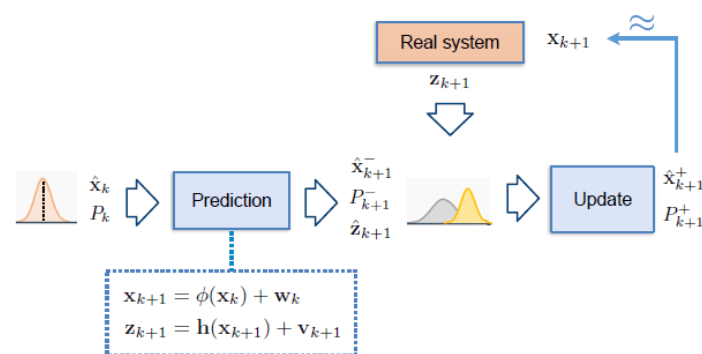 Real system
x_{k+1}
≈
z_{k+1}
x̂_k
P_k
Prediction
x̂^-_{k+1}
P^-_{k+1}
ẑ_{k+1}
Update
x̂^+_{k+1}
P^+_{k+1}
x_{k+1} = ϕ(x_k) + w_k
z_{k+1} = h(x_{k+1}) + v_{k+1}